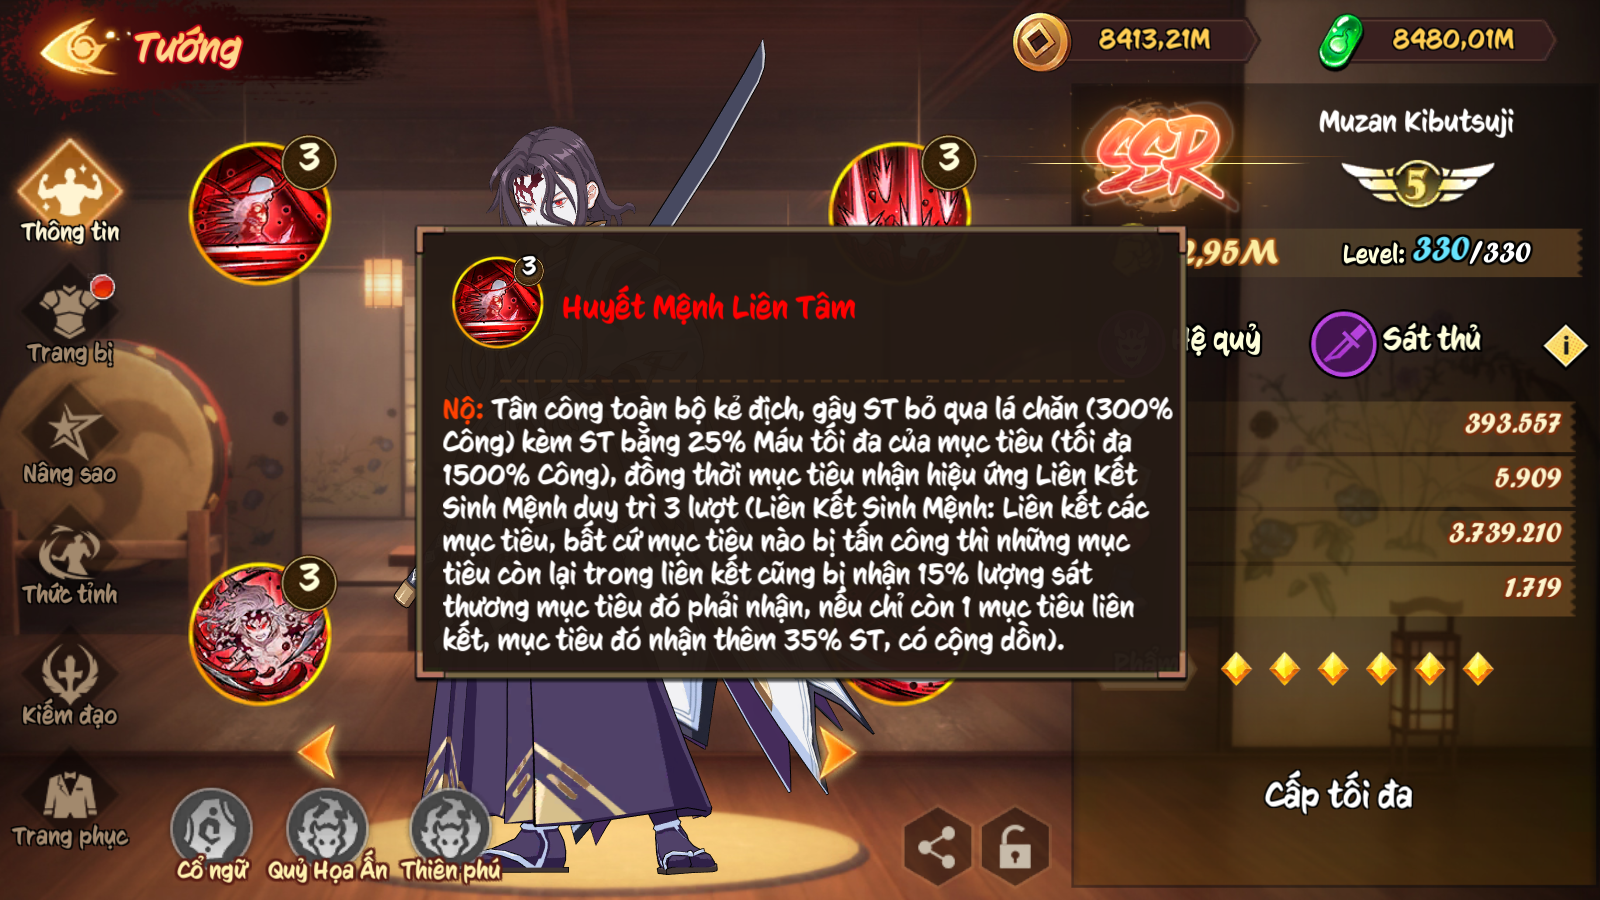 Tướng
8413,21M
8480,01M
SSR
Muzan Kibutsuji
5
2,95M
Level: 330/330
Thông tin
Trang bị
Nâng sao
Thức tỉnh
Kiếm đạo
Trang phục
3
3
3
3
Huyết Mệnh Liên Tâm
Nộ: Tân công toàn bộ kẻ địch, gây ST bỏ qua lá chắn (300%
Công) kèm ST bằng 25% Máu tối đa của mục tiêu (tối đa
1500% Công), đồng thời mục tiêu nhận hiệu ứng Liên Kết
Sinh Mệnh duy trì 3 lượt (Liên Kết Sinh Mệnh: Liên kết các
mục tiêu, bất cứ mục tiêu nào bị tấn công thì những mục
tiêu còn lại trong liên kết cũng bị nhận 15% lượng sát
thương mục tiêu đó phải nhận, nếu chỉ còn 1 mục tiêu liên
kết, mục tiêu đó nhận thêm 35% ST, có cộng dồn).
Hệ quỷ
Sát thủ
393.557
5.909
3.739.210
1.719
Cấp tối đa
Cổ ngữ
Quỷ Họa Ấn
Thiên phú